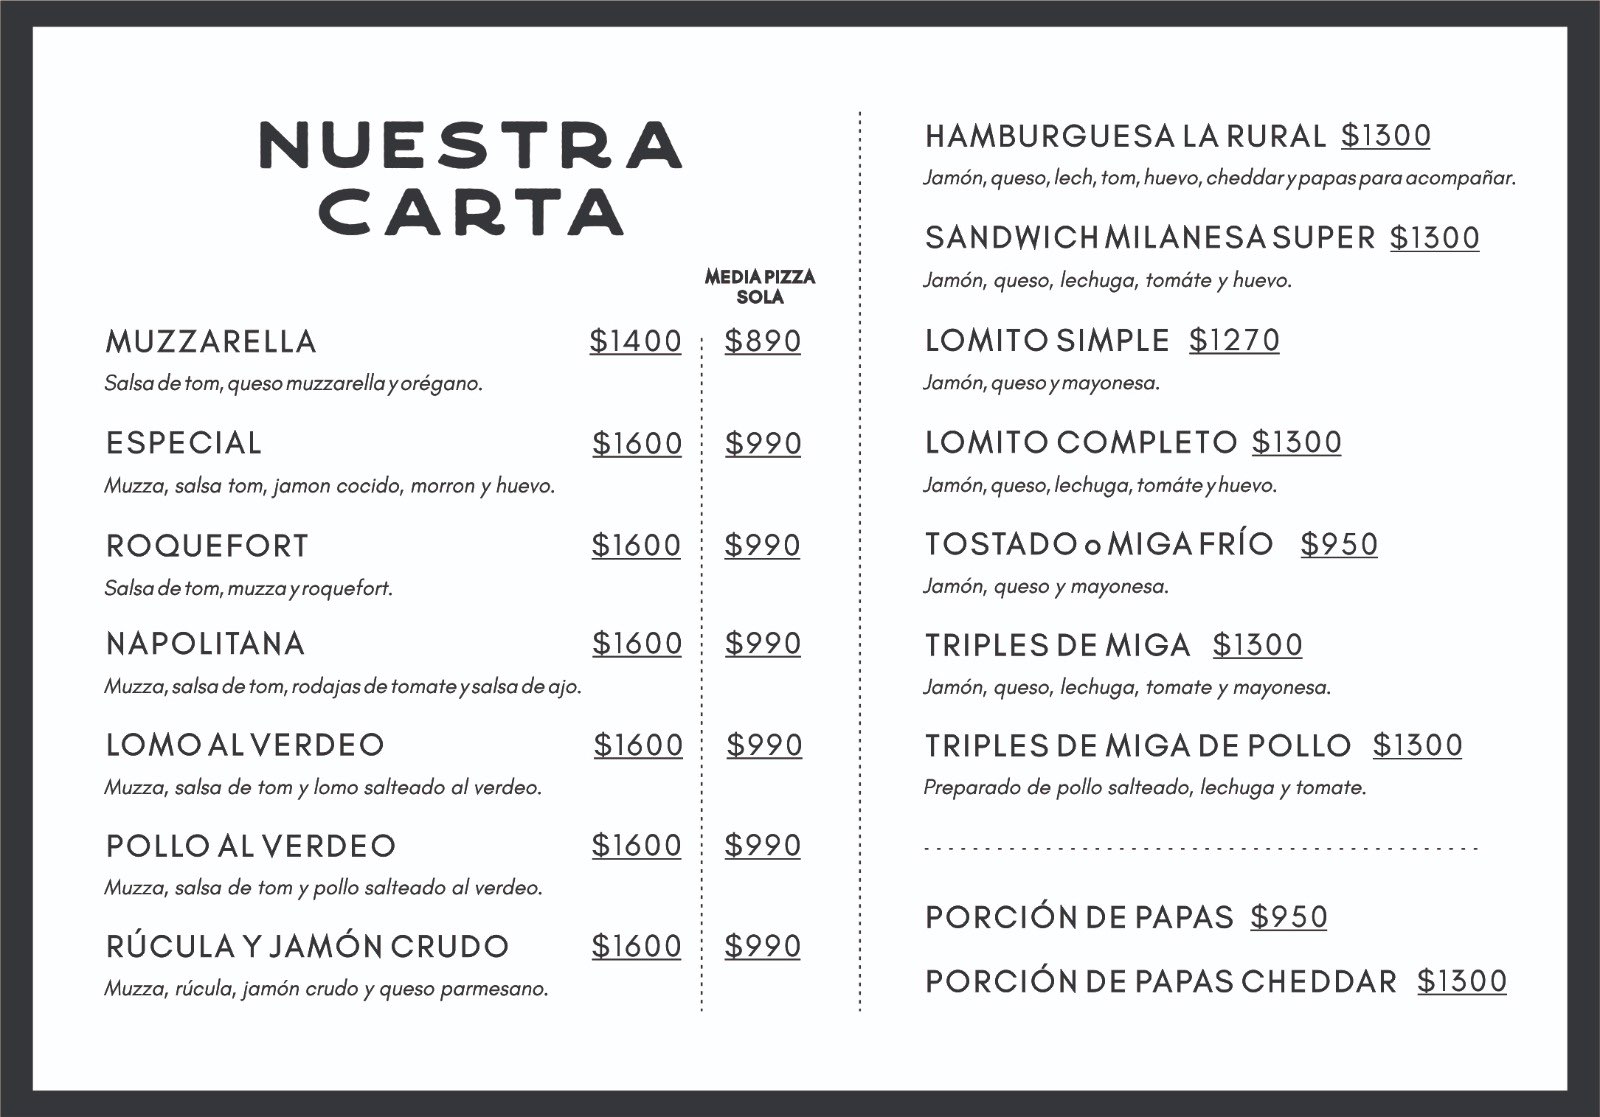 NUESTRA
CARTA
MEDIA PIZZA
SOLA
MUZZARELLA $1400 $890
Salsa de tom, queso muzzarella y orégano.
ESPECIAL $1600 $990
Muzza, salsa tom, jamon cocido, morron y huevo.
ROQUEFORT $1600 $990
Salsa de tom, muzza y roquefort.
NAPOLITANA $1600 $990
Muzza, salsa de tom, rodajas de tomate y salsa de ajo.
LOMO AL VERDEO $1600 $990
Muzza, salsa de tom y lomo salteado al verdeo.
POLLO AL VERDEO $1600 $990
Muzza, salsa de tom y pollo salteado al verdeo.
RÚCULA Y JAMÓN CRUDO $1600 $990
Muzza, rúcula, jamón crudo y queso parmesano.
HAMBURGUESA LA RURAL $1300
Jamón, queso, lech, tom, huevo, cheddar y papas para acompañar.
SANDWICH MILANESA SUPER $1300
Jamón, queso, lechuga, tomáte y huevo.
LOMITO SIMPLE $1270
Jamón, queso y mayonesa.
LOMITO COMPLETO $1300
Jamón, queso, lechuga, tomáte y huevo.
TOSTADO o MIGA FRÍO $950
Jamón, queso y mayonesa.
TRIPLES DE MIGA $1300
Jamón, queso, lechuga, tomate y mayonesa.
TRIPLES DE MIGA DE POLLO $1300
Preparado de pollo salteado, lechuga y tomate.
PORCIÓN DE PAPAS $950
PORCIÓN DE PAPAS CHEDDAR $1300